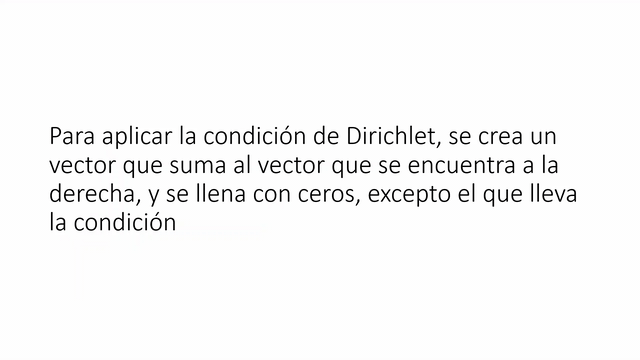 Para aplicar la condición de Dirichlet, se crea un
vector que suma al vector que se encuentra a la
derecha, y se llena con ceros, excepto el que lleva
la condición